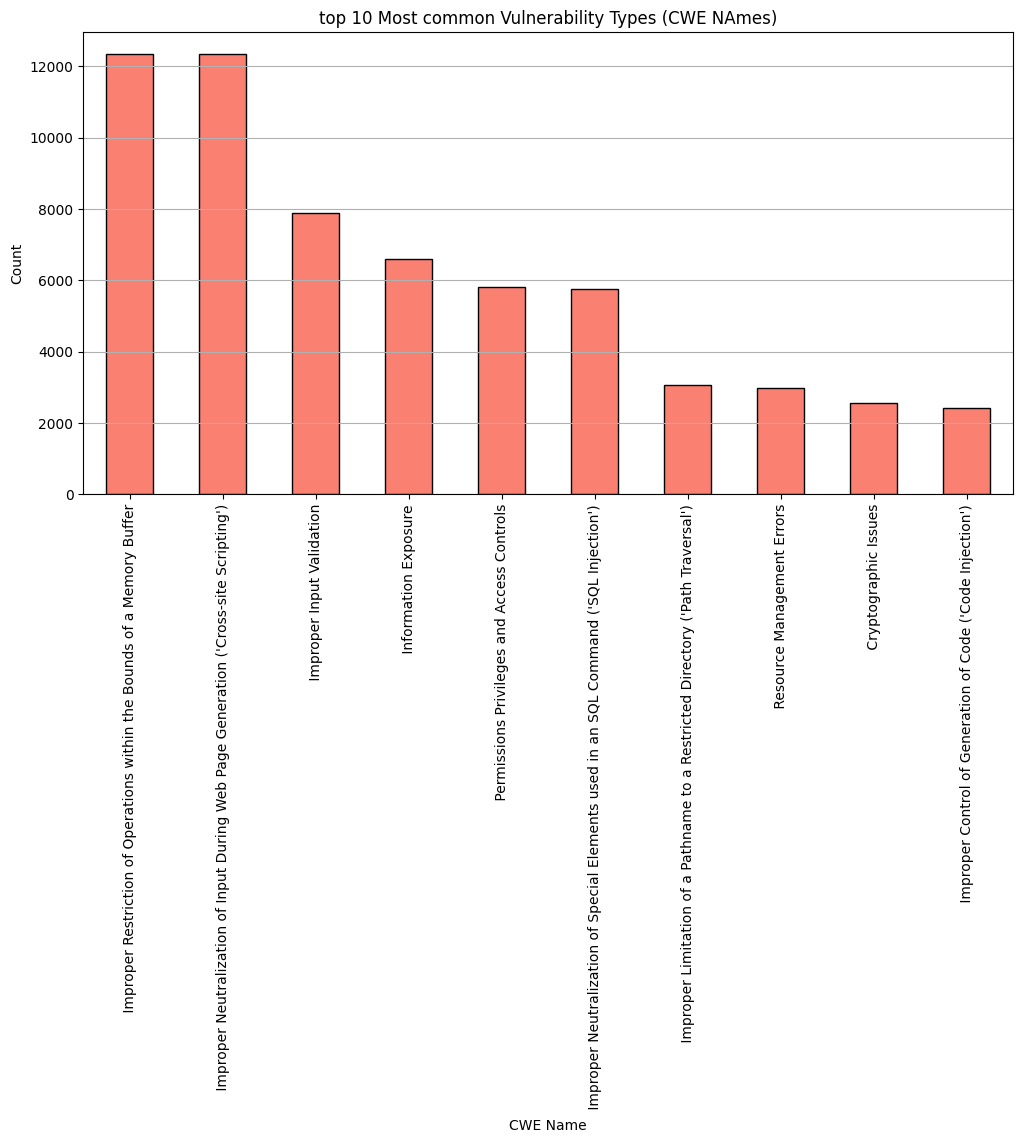 top 10 Most common Vulnerability Types (CWE NAmes)
Count
12000
10000
8000
6000
4000
2000
0
Improper Restriction of Operations within the Bounds of a Memory Buffer
Improper Neutralization of Input During Web Page Generation ('Cross-site Scripting')
Improper Input Validation
Information Exposure
Permissions Privileges and Access Controls
Improper Neutralization of Special Elements used in an SQL Command ('SQL Injection')
Improper Limitation of a Pathname to a Restricted Directory ('Path Traversal')
Resource Management Errors
Cryptographic Issues
Improper Control of Generation of Code ('Code Injection')
CWE Name